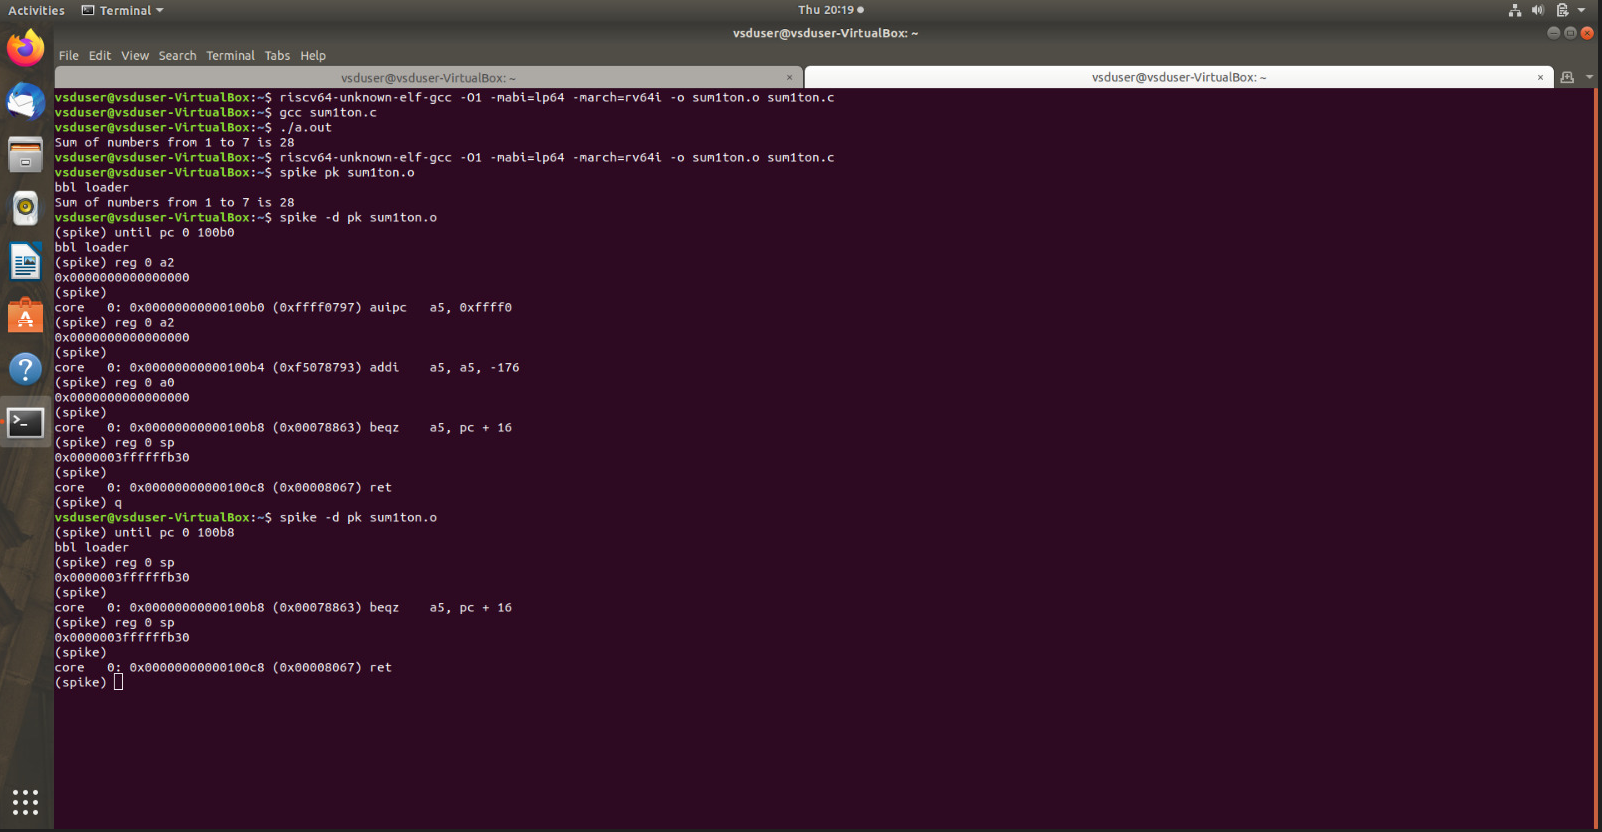 Activities Terminal Thu 20:19
vsduser@vsduser-VirtualBox: ~
File Edit View Search Terminal Tabs Help
vsduser@vsduser-VirtualBox: ~ × vsduser@vsduser-VirtualBox: ~ ×
vsduser@vsduser-VirtualBox:~$ riscv64-unknown-elf-gcc -O1 -mabi=lp64 -march=rv64i -o sum1ton.o sum1ton.c
vsduser@vsduser-VirtualBox:~$ gcc sum1ton.c
vsduser@vsduser-VirtualBox:~$ ./a.out
Sum of numbers from 1 to 7 is 28
vsduser@vsduser-VirtualBox:~$ riscv64-unknown-elf-gcc -O1 -mabi=lp64 -march=rv64i -o sum1ton.o sum1ton.c
vsduser@vsduser-VirtualBox:~$ spike pk sum1ton.o
bbl loader
Sum of numbers from 1 to 7 is 28
vsduser@vsduser-VirtualBox:~$ spike -d pk sum1ton.o
(spike) until pc 0 100b0
bbl loader
(spike) reg 0 a2
0x0000000000000000
(spike)
core   0: 0x00000000000100b0 (0xffff0797) auipc   a5, 0xffff0
(spike) reg 0 a2
0x0000000000000000
(spike)
core   0: 0x00000000000100b4 (0xf5078793) addi    a5, a5, -176
(spike) reg 0 a0
0x0000000000000000
(spike)
core   0: 0x00000000000100b8 (0x00078863) beqz    a5, pc + 16
(spike) reg 0 sp
0x0000003ffffffb30
(spike)
core   0: 0x00000000000100c8 (0x00008067) ret
(spike) q
vsduser@vsduser-VirtualBox:~$ spike -d pk sum1ton.o
(spike) until pc 0 100b8
bbl loader
(spike) reg 0 sp
0x0000003ffffffb30
(spike)
core   0: 0x00000000000100b8 (0x00078863) beqz    a5, pc + 16
(spike) reg 0 sp
0x0000003ffffffb30
(spike)
core   0: 0x00000000000100c8 (0x00008067) ret
(spike)